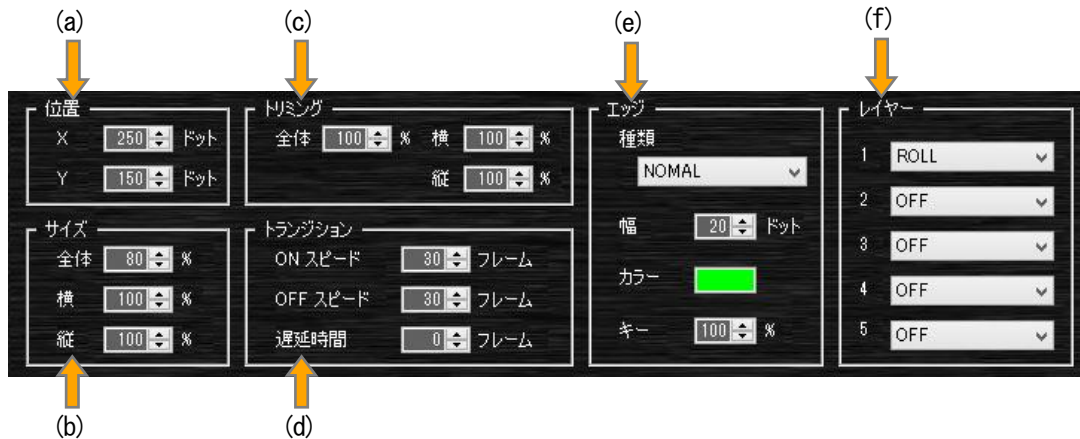 (a)
(c)
(e)
(f)
位置
X 250 ドット
Y 150 ドット
サイズ
全体 80 %
横 100 %
縦 100 %
トリミング
全体 100 % 横 100 %
縦 100 %
トランジション
ON スピード 30 フレーム
OFF スピード 30 フレーム
遅延時間 0 フレーム
エッジ
種類
NOMAL
幅 20 ドット
カラー
キー 100 %
レイヤー
1 ROLL
2 OFF
3 OFF
4 OFF
5 OFF
(b)
(d)